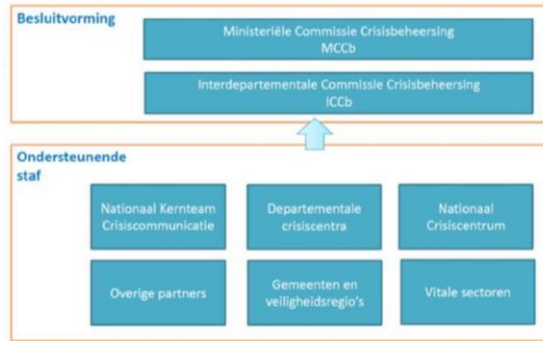 Besluitvorming
Ministeriële Commissie Crisisbeheersing
MCCb
Interdepartementale Commissie Crisisbeheersing
ICCb
Ondersteunende
staf
Nationaal Kernteam
Crisiscommunicatie
Departementale
crisiscentra
Nationaal
Crisiscentrum
Overige partners
Gemeenten en
veiligheidsregio's
Vitale sectoren